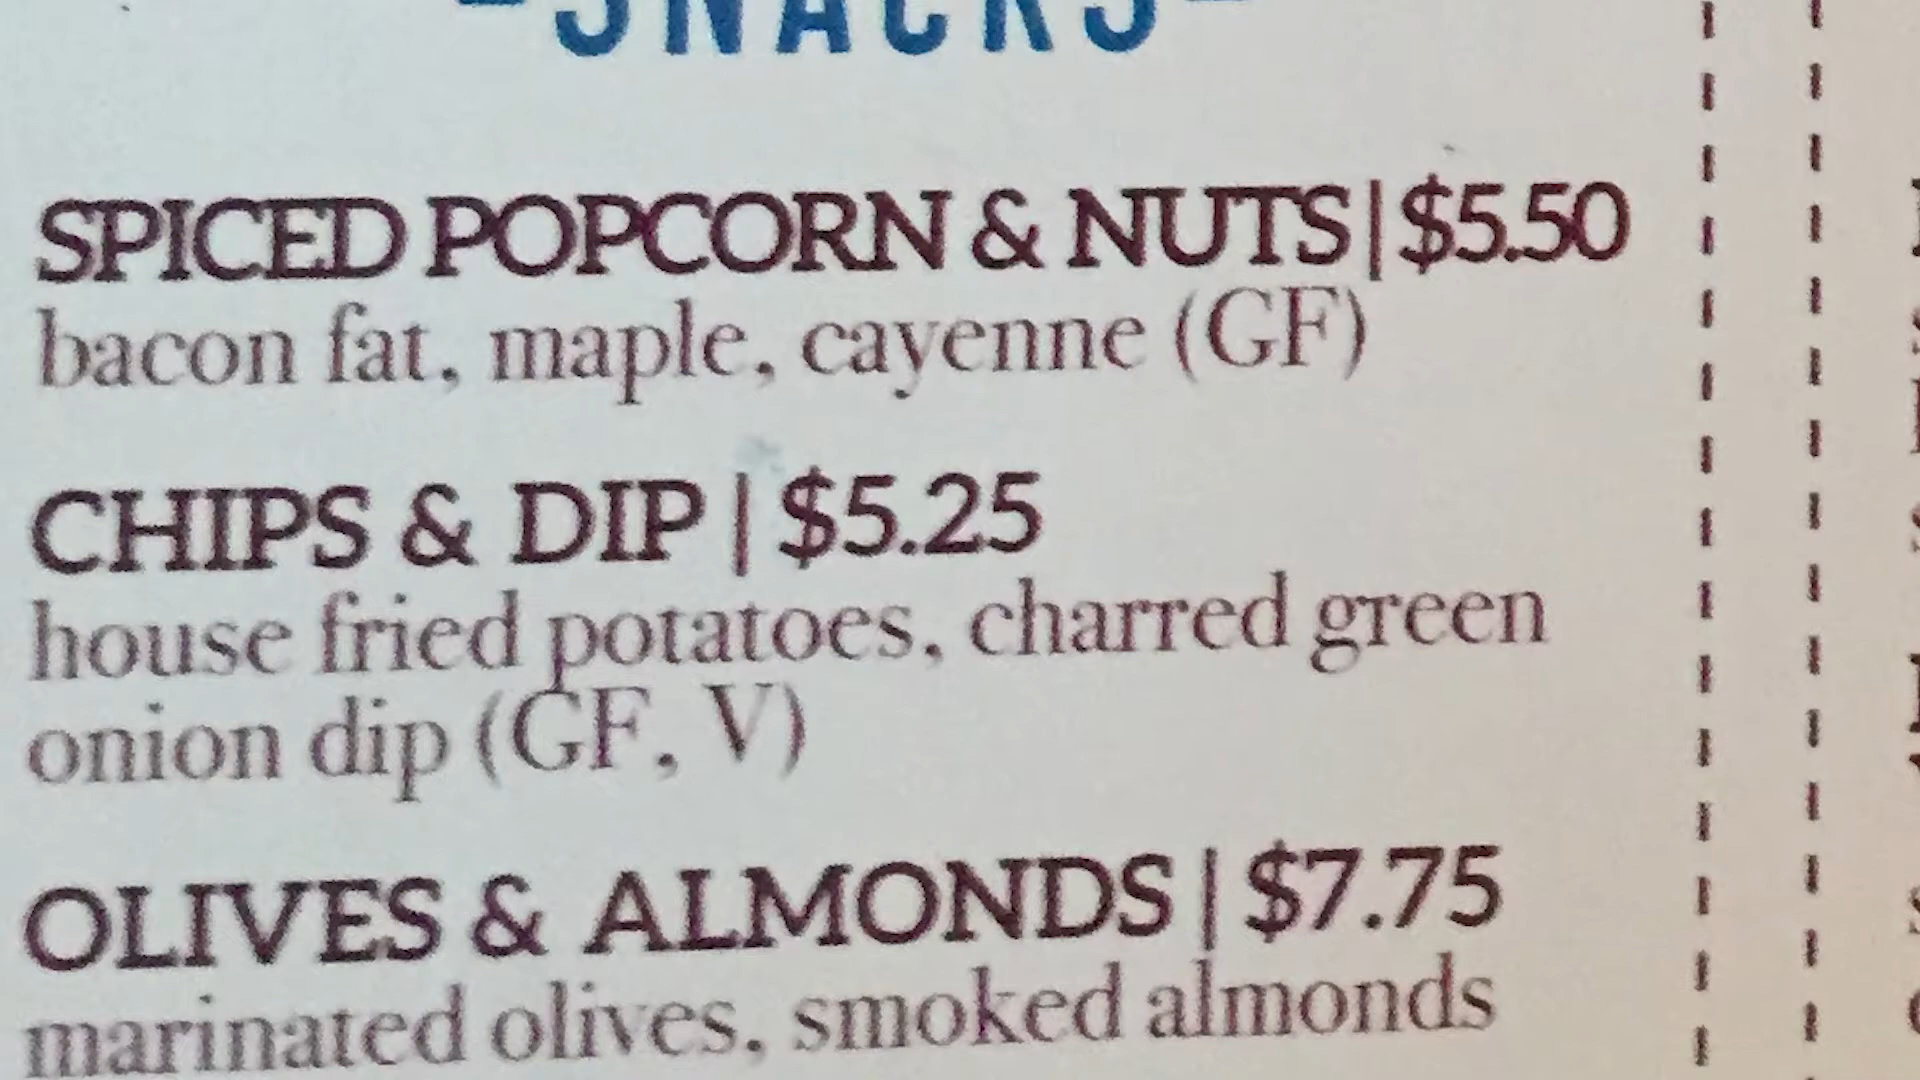 -SNACKS-
SPICED POPCORN & NUTS|$5.50
bacon fat, maple, cayenne (GF)
CHIPS & DIP | $5.25
house fried potatoes, charred green
onion dip (GF, V)
OLIVES & ALMONDS | $7.75
marinated olives, smoked almonds